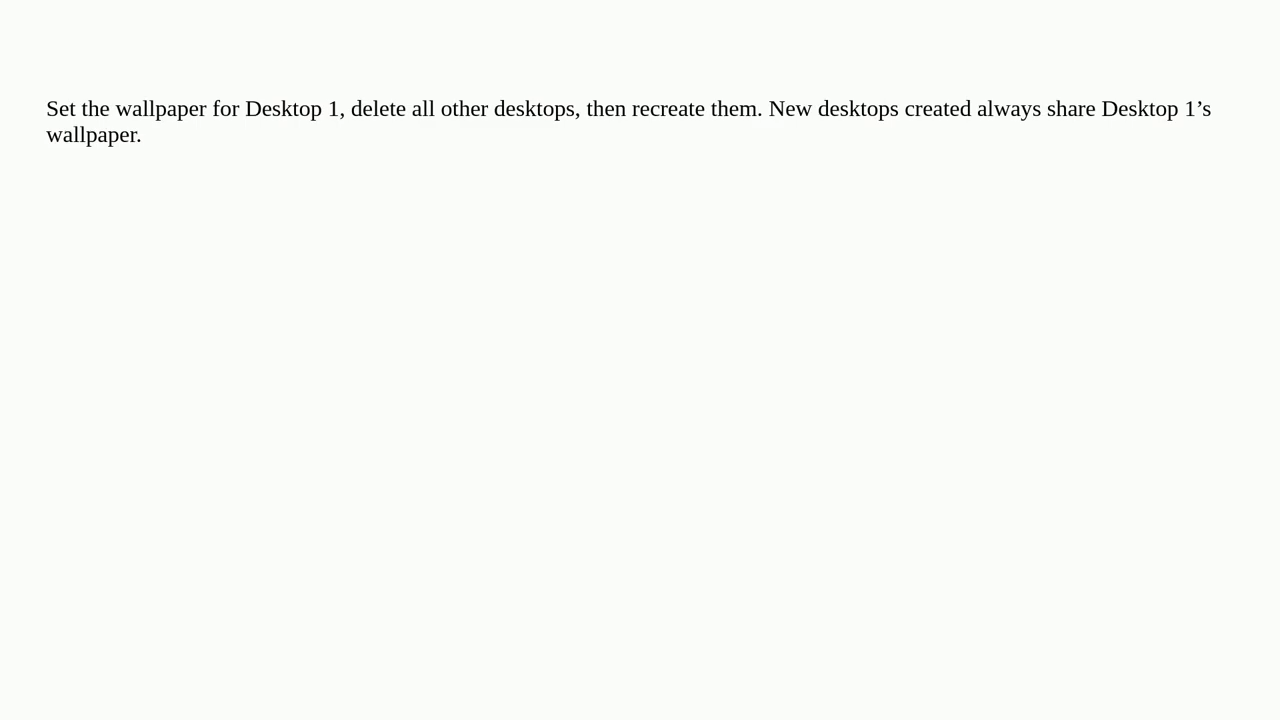 Set the wallpaper for Desktop 1, delete all other desktops, then recreate them. New desktops created always share Desktop 1’s
wallpaper.